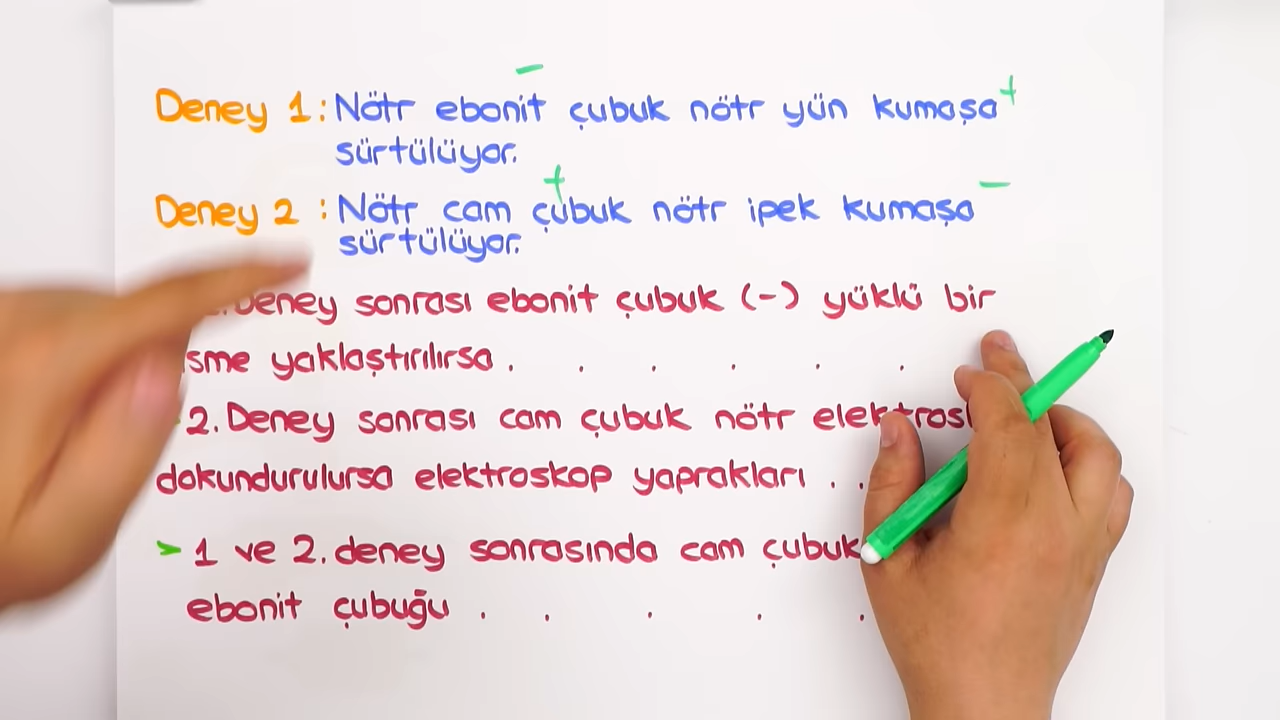 Deney 1: Nötr ebonit çubuk nötr yün kumaşa
sürtülüyor.
Deney 2 : Nötr cam çubuk nötr ipek kumaşa
sürtülüyor.
Deney sonrası ebonit çubuk (-) yüklü bir
yaklaştırılırsa . . . . . .
2. Deney sonrası cam çubuk nötr
dokundurulursa elektroskop yaprakları . .
> 1 ve 2. deney sonrasında cam çubuk
ebonit çubuğu . . . . .